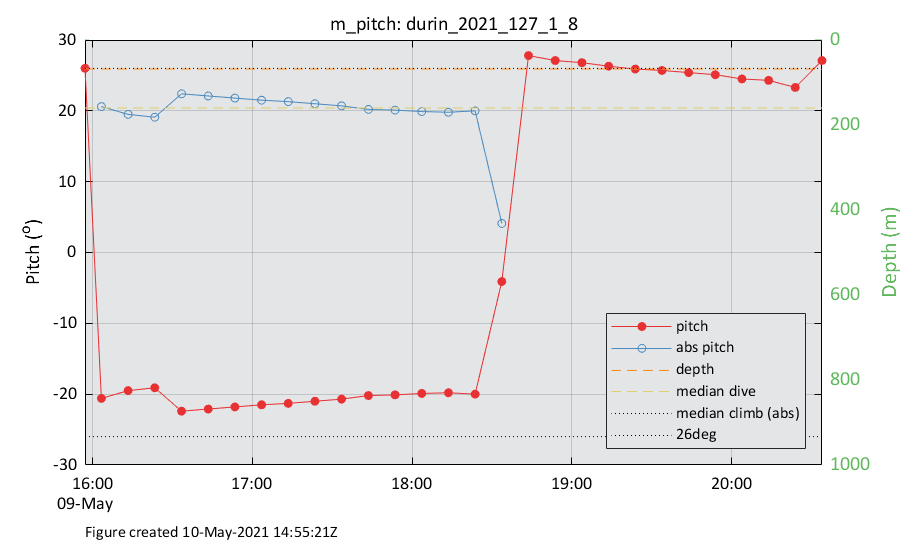 m_pitch: durin_2021_127_1_8
30
20
10
0
-10
-20
-30
Pitch (o)
0
200
400
600
800
1000
Depth (m)
pitch
abs pitch
depth
median dive
median climb (abs)
26deg
16:00
17:00
18:00
19:00
20:00
09-May
Figure created 10-May-2021 14:55:21Z